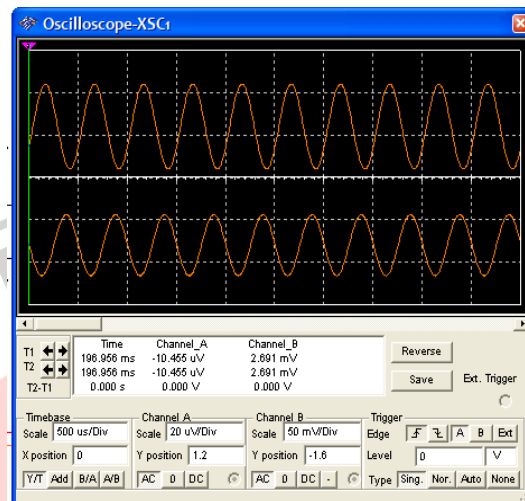 Oscilloscope-XSC1
Time Channel_A Channel_B
T1 196.956 ms -10.455 uV 2.691 mV
T2 196.956 ms -10.455 uV 2.691 mV
T2-T1 0.000 s 0.000 V 0.000 V
Reverse
Save
Ext. Trigger
Timebase
Scale 500 us/Div
X position 0
Y/T Add B/A A/B
Channel A
Scale 20 uV/Div
Y position 1.2
AC 0 DC
Channel B
Scale 50 mV/Div
Y position -1.6
AC 0 DC -
Trigger
Edge A B Ext
Level 0 V
Type Sing. Nor. Auto None